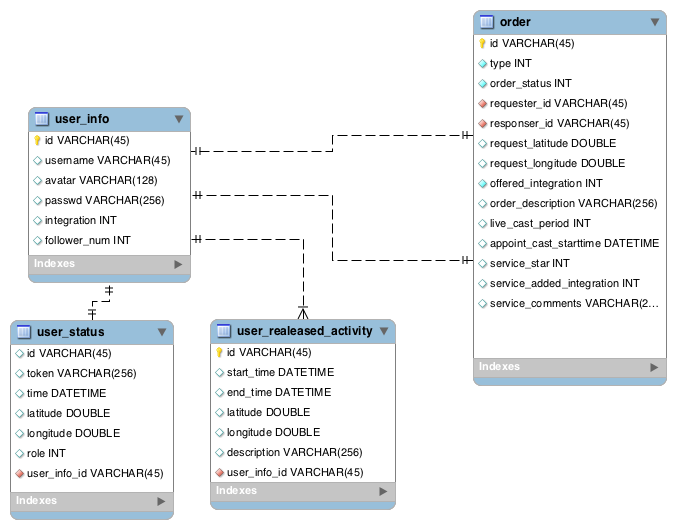 order
id VARCHAR(45)
type INT
order_status INT
requester_id VARCHAR(45)
responser_id VARCHAR(45)
request_latitude DOUBLE
request_longitude DOUBLE
offered_integration INT
order_description VARCHAR(256)
live_cast_period INT
appoint_cast_starttime DATETIME
service_star INT
service_added_integration INT
service_comments VARCHAR(2...
Indexes
user_info
id VARCHAR(45)
username VARCHAR(45)
avatar VARCHAR(128)
passwd VARCHAR(256)
integration INT
follower_num INT
Indexes
user_status
id VARCHAR(45)
token VARCHAR(256)
time DATETIME
latitude DOUBLE
longitude DOUBLE
role INT
user_info_id VARCHAR(45)
Indexes
user_realeased_activity
id VARCHAR(45)
start_time DATETIME
end_time DATETIME
latitude DOUBLE
longitude DOUBLE
description VARCHAR(256)
user_info_id VARCHAR(45)
Indexes